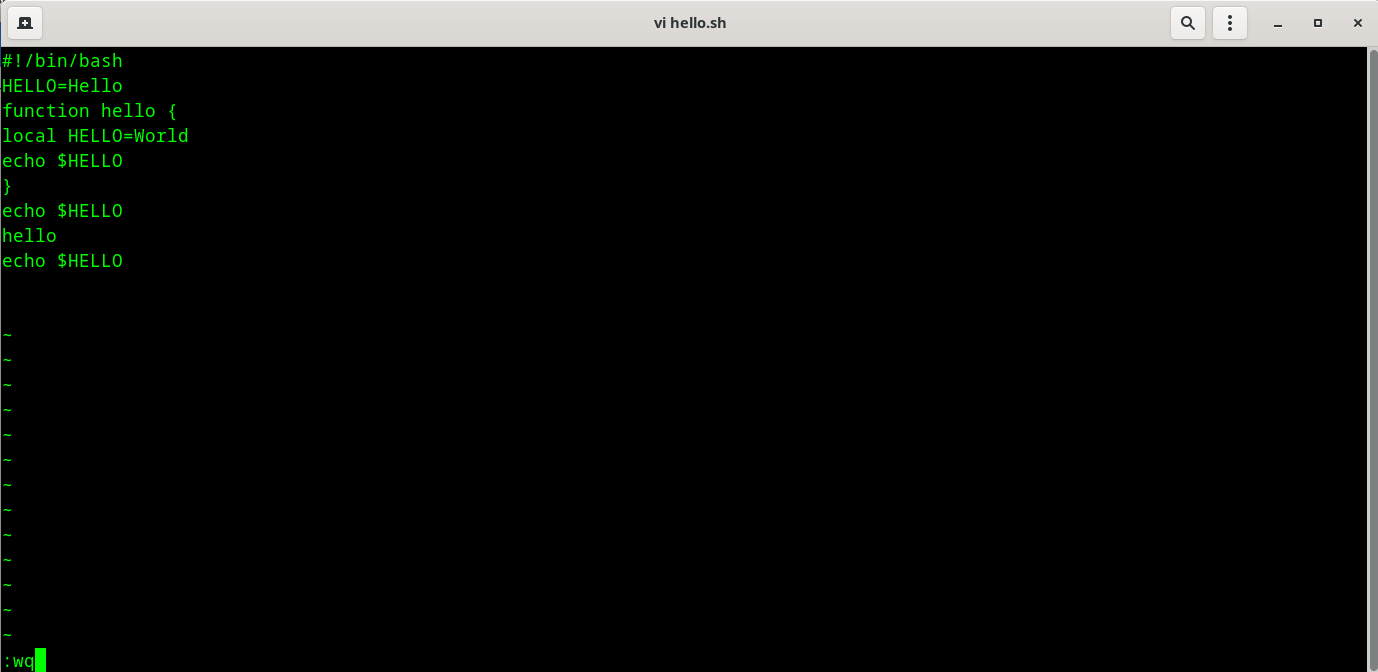 vi hello.sh
#!/bin/bash
HELLO=Hello
function hello {
local HELLO=World
echo $HELLO
}
echo $HELLO
hello
echo $HELLO
~
~
~
~
~
~
~
~
~
~
~
~
~
:wq